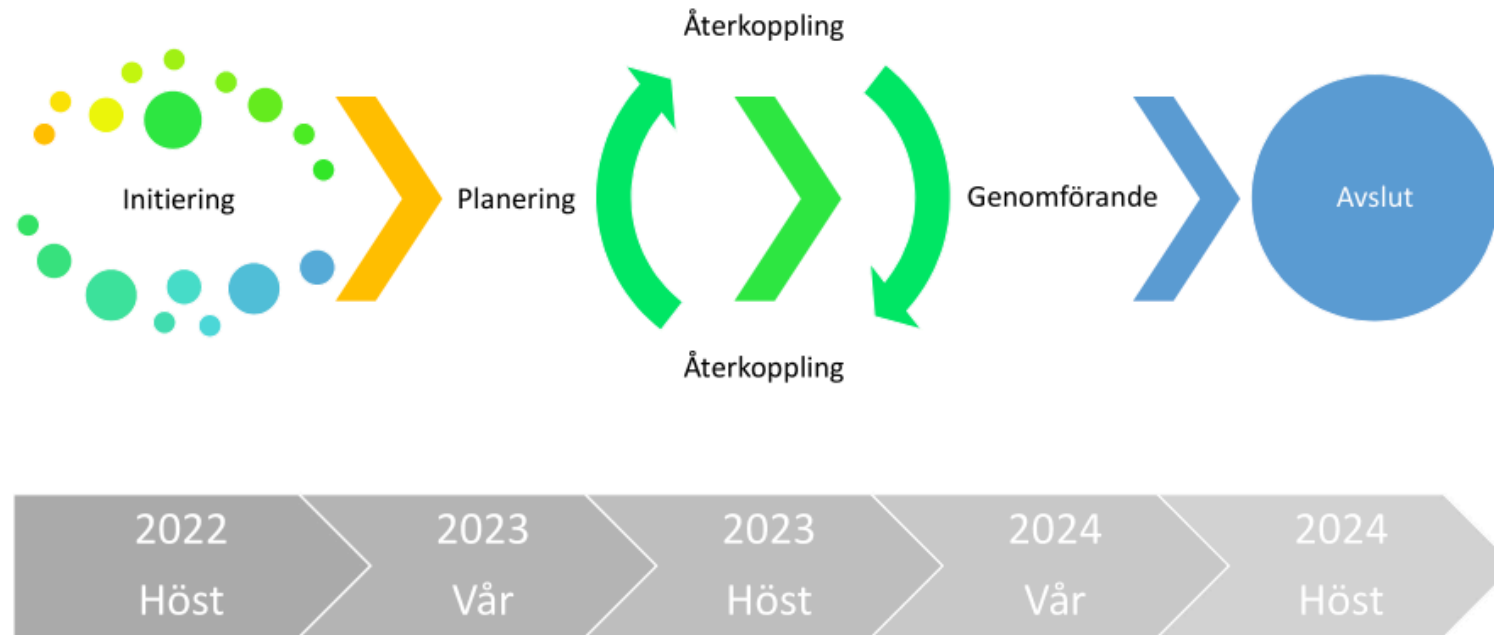 Återkoppling
Initiering
Planering
Genomförande
Avslut
Återkoppling
2022
Höst
2023
Vår
2023
Höst
2024
Vår
2024
Höst